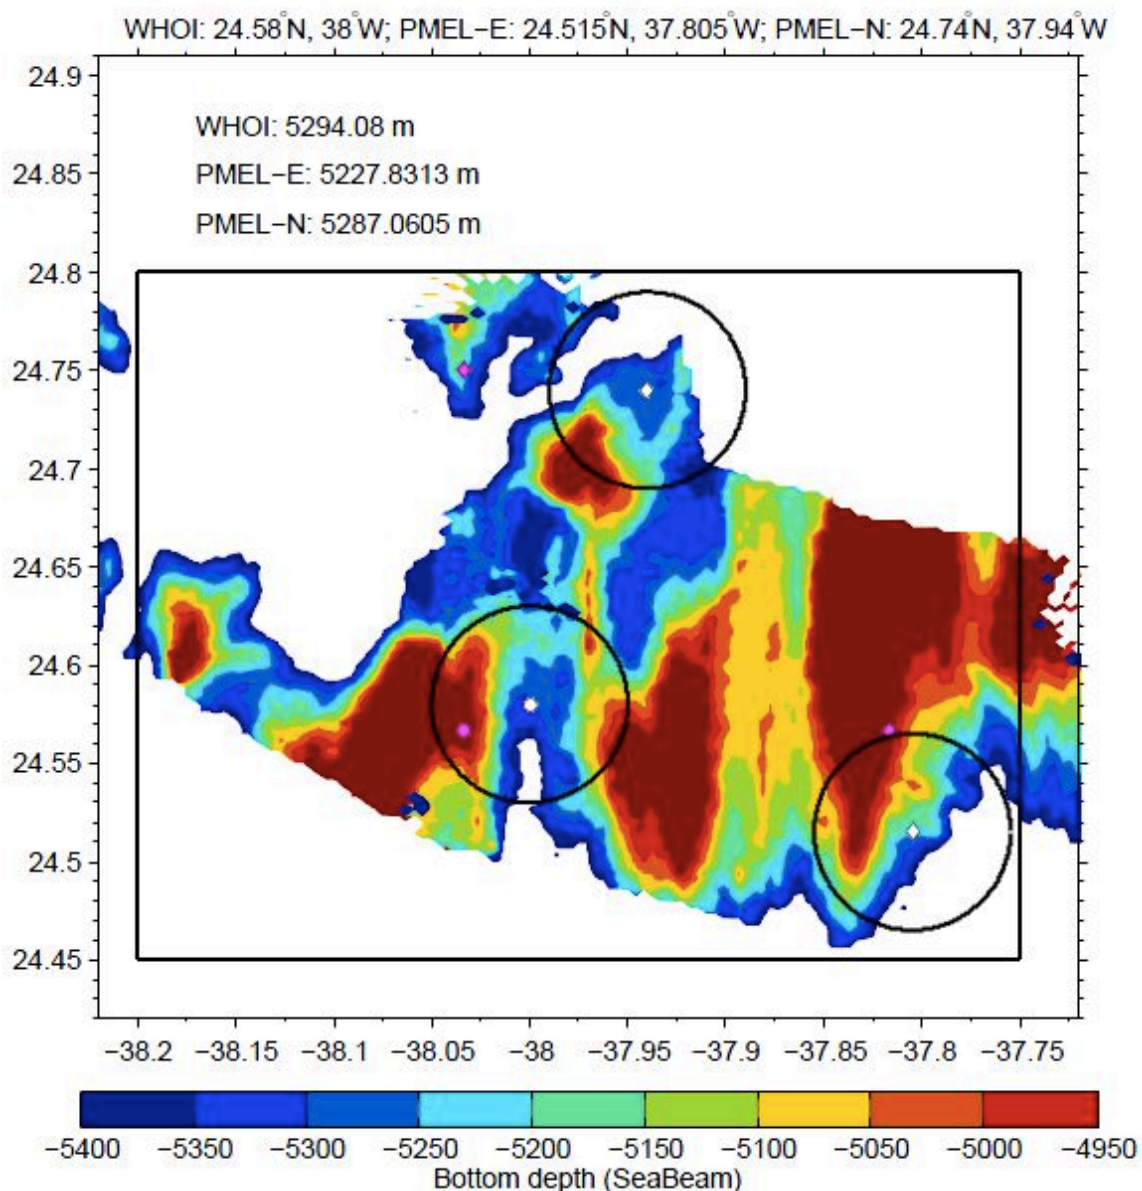 WHOI: 24.58°N, 38°W; PMEL-E: 24.515°N, 37.805°W; PMEL-N: 24.74°N, 37.94°W
24.9
WHOI: 5294.08 m
24.85
PMEL-E: 5227.8313 m
PMEL-N: 5287.0605 m
24.8
24.75
24.7
24.65
24.6
24.55
24.5
24.45
−38.2 −38.15 −38.1 −38.05 −38 −37.95 −37.9 −37.85 −37.8 −37.75
−5400 −5350 −5300 −5250 −5200 −5150 −5100 −5050 −5000 −4950
Bottom depth (SeaBeam)